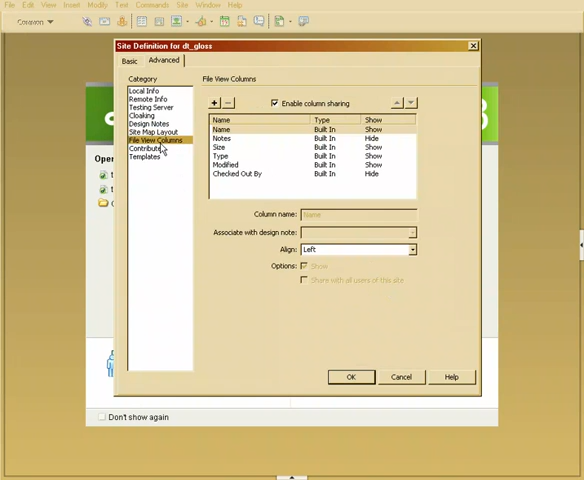 File Edit View Insert Modify Text Commands Site Window Help
Common
Site Definition for dt_gloss
Basic Advanced
Category
Local Info
Remote Info
Testing Server
Cloaking
Design Notes
Site Map Layout
File View Columns
Contribute
Templates
File View Columns
Enable column sharing
Name Type Show
Name Built In Show
Notes Built In Hide
Size Built In Show
Type Built In Show
Modified Built In Show
Checked Out By Built In Hide
Column name: Name
Associate with design note:
Align: Left
Options: Show
Share with all users of this site
OK Cancel Help
Open
Don't show again